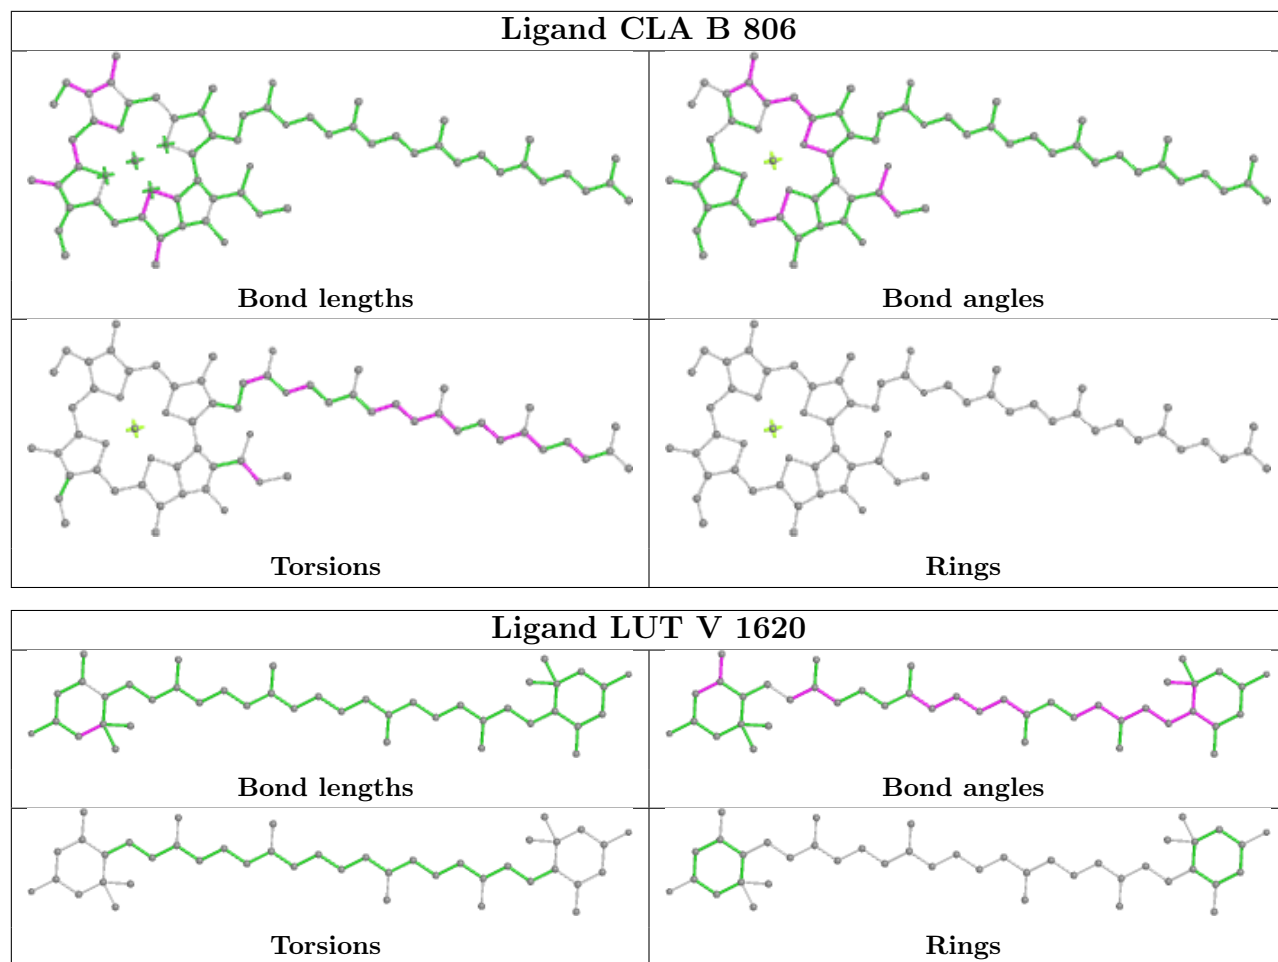 Ligand CLA B 806
Bond lengths
Bond angles
Torsions
Rings
Ligand LUT V 1620
Bond lengths
Bond angles
Torsions
Rings